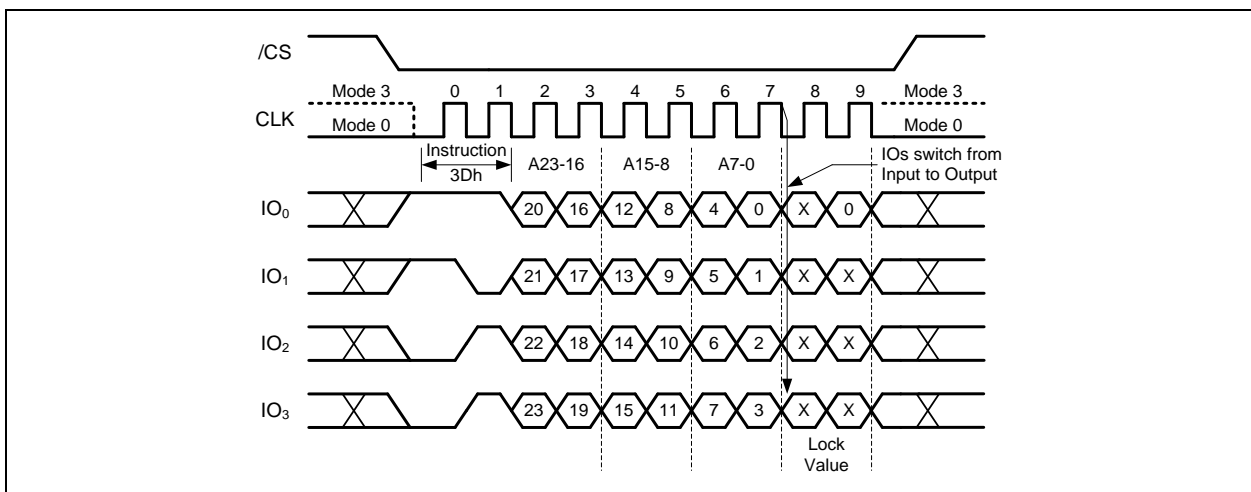 /CS
Mode 3 0 1 2 3 4 5 6 7 8 9 Mode 3
CLK
Mode 0 Mode 0
Instruction A23-16 A15-8 A7-0 IOs switch from
3Dh Input to Output
IO₀ 20 16 12 8 4 0 X 0
IO₁ 21 17 13 9 5 1 X X
IO₂ 22 18 14 10 6 2 X X
IO₃ 23 19 15 11 7 3 X X
Lock
Value